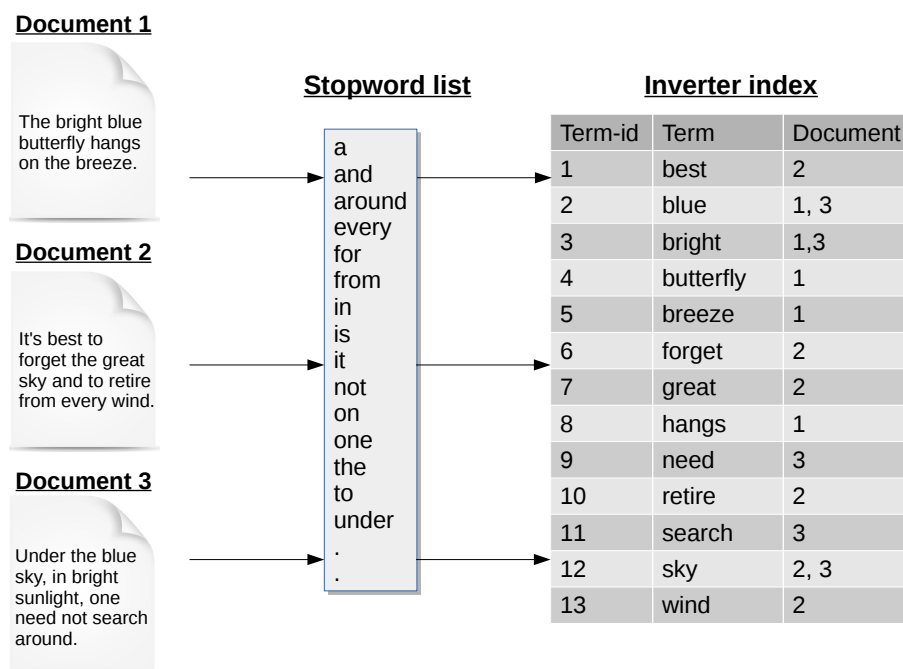 Document 1
The bright blue
butterfly hangs
on the breeze.
Document 2
It's best to
forget the great
sky and to retire
from every wind.
Document 3
Under the blue
sky, in bright
sunlight, one
need not search
around.
Stopword list
a
and
around
every
for
from
in
is
it
not
on
one
the
to
under
.
.
Inverter index
Term-id Term Document
1 best 2
2 blue 1, 3
3 bright 1,3
4 butterfly 1
5 breeze 1
6 forget 2
7 great 2
8 hangs 1
9 need 3
10 retire 2
11 search 3
12 sky 2, 3
13 wind 2